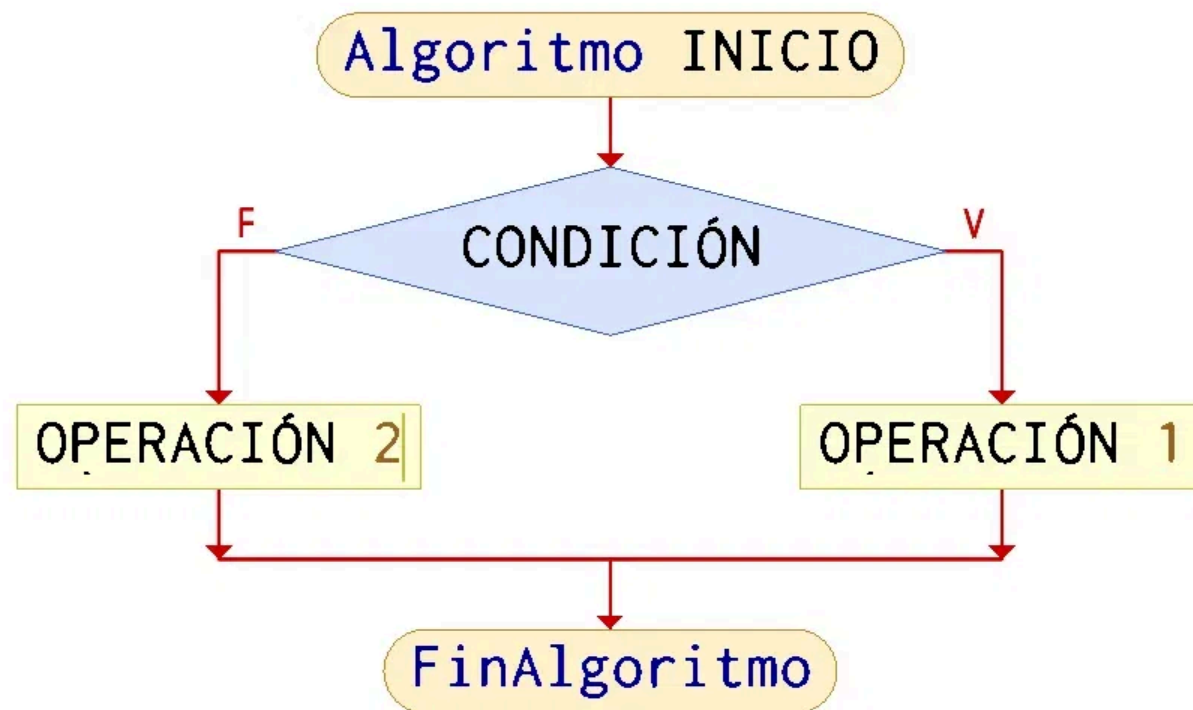 Algoritmo INICIO
F
V
CONDICIÓN
OPERACIÓN 2
OPERACIÓN 1
FinAlgoritmo